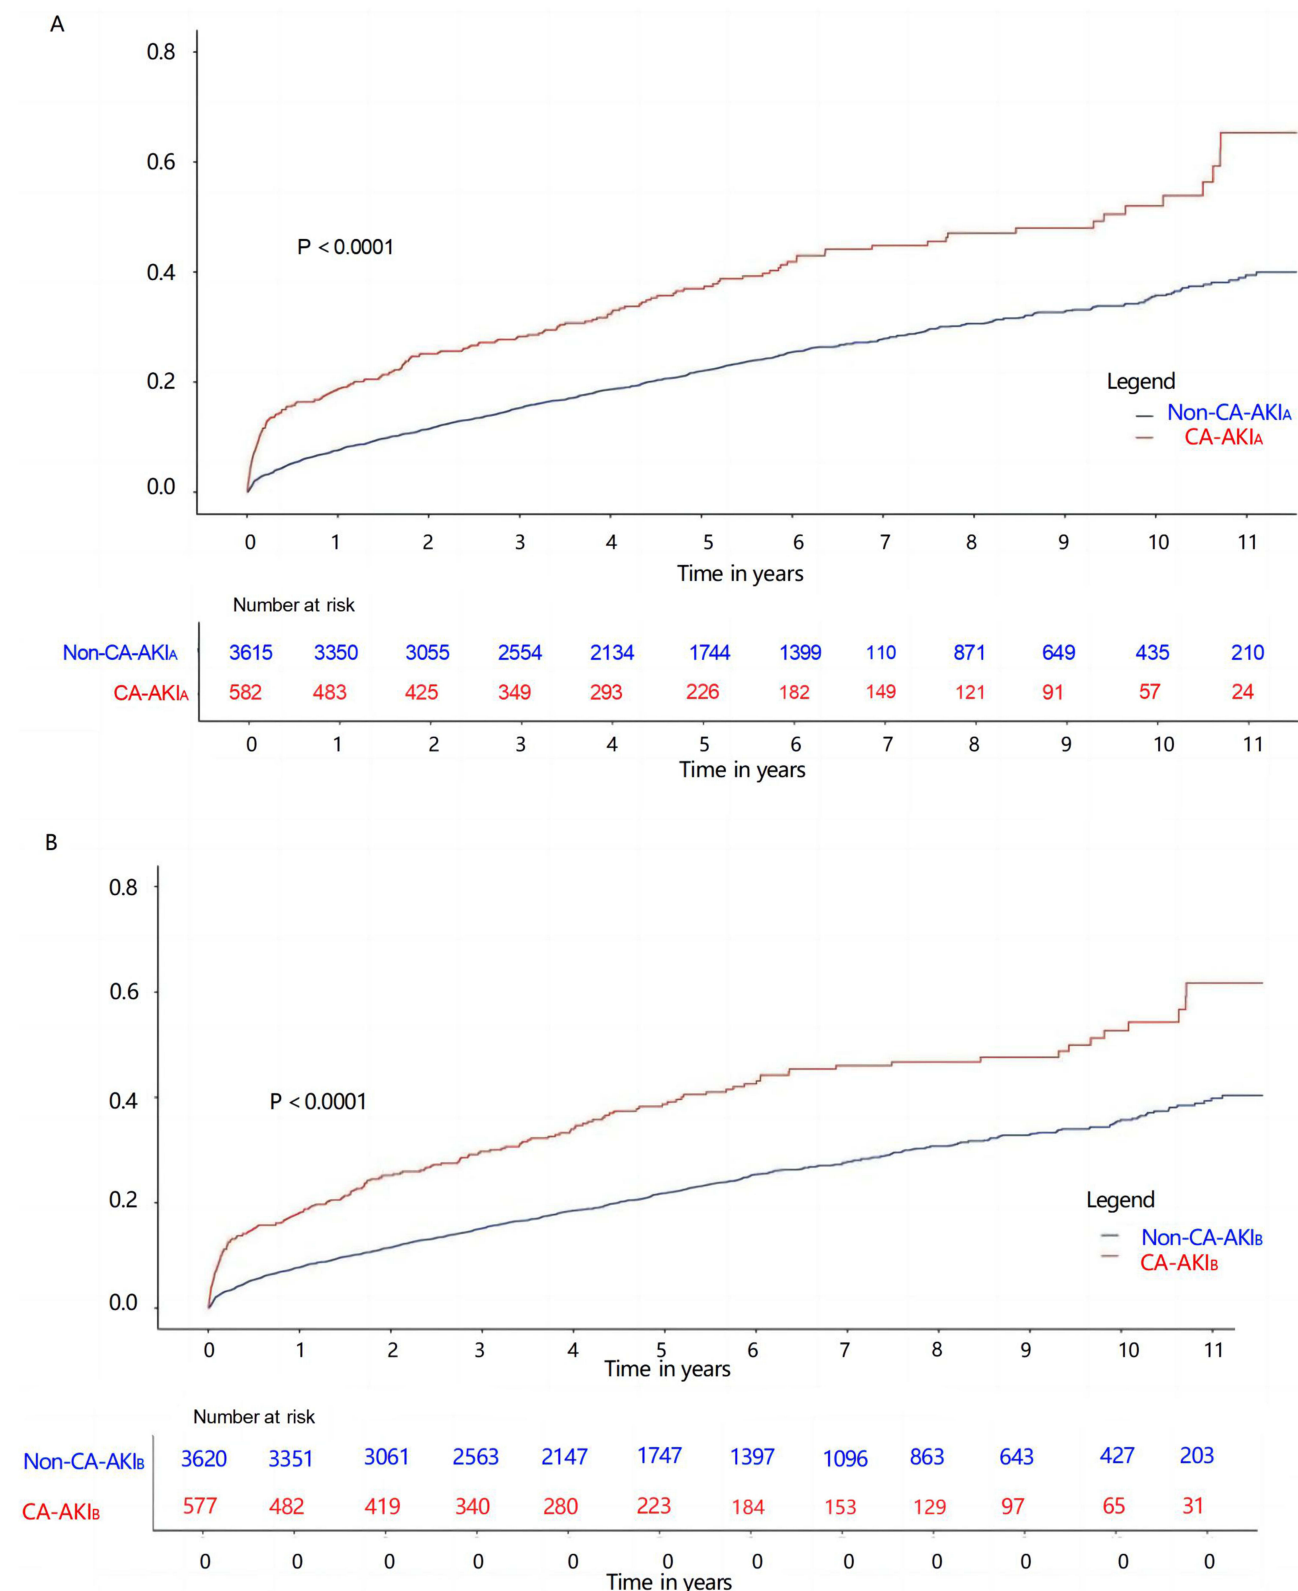 A
0.8
0.6
P < 0.0001
0.4
Legend
0.2
Non-CA-AKIA
CA-AKIA
0.0
0 1 2 3 4 5 6 7 8 9 10 11
Time in years
Number at risk
Non-CA-AKIA 3615 3350 3055 2554 2134 1744 1399 110 871 649 435 210
CA-AKIA 582 483 425 349 293 226 182 149 121 91 57 24
0 1 2 3 4 5 6 7 8 9 10 11
Time in years
B
0.8
0.6
P < 0.0001
0.4
Legend
0.2
Non-CA-AKIB
CA-AKIB
0.0
0 1 2 3 4 5 6 7 8 9 10 11
Time in years
Number at risk
Non-CA-AKIB 3620 3351 3061 2563 2147 1747 1397 1096 863 643 427 203
CA-AKIB 577 482 419 340 280 223 184 153 129 97 65 31
0 0 0 0 0 0 0 0 0 0 0 0
Time in years